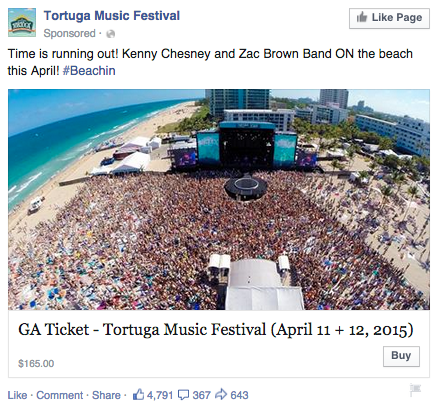 Tortuga Music Festival
Sponsored ·
Like Page
Time is running out! Kenny Chesney and Zac Brown Band ON the beach
this April! #Beachin
GA Ticket - Tortuga Music Festival (April 11 + 12, 2015)
$165.00
Buy
Like · Comment · Share · 4,791 367 643